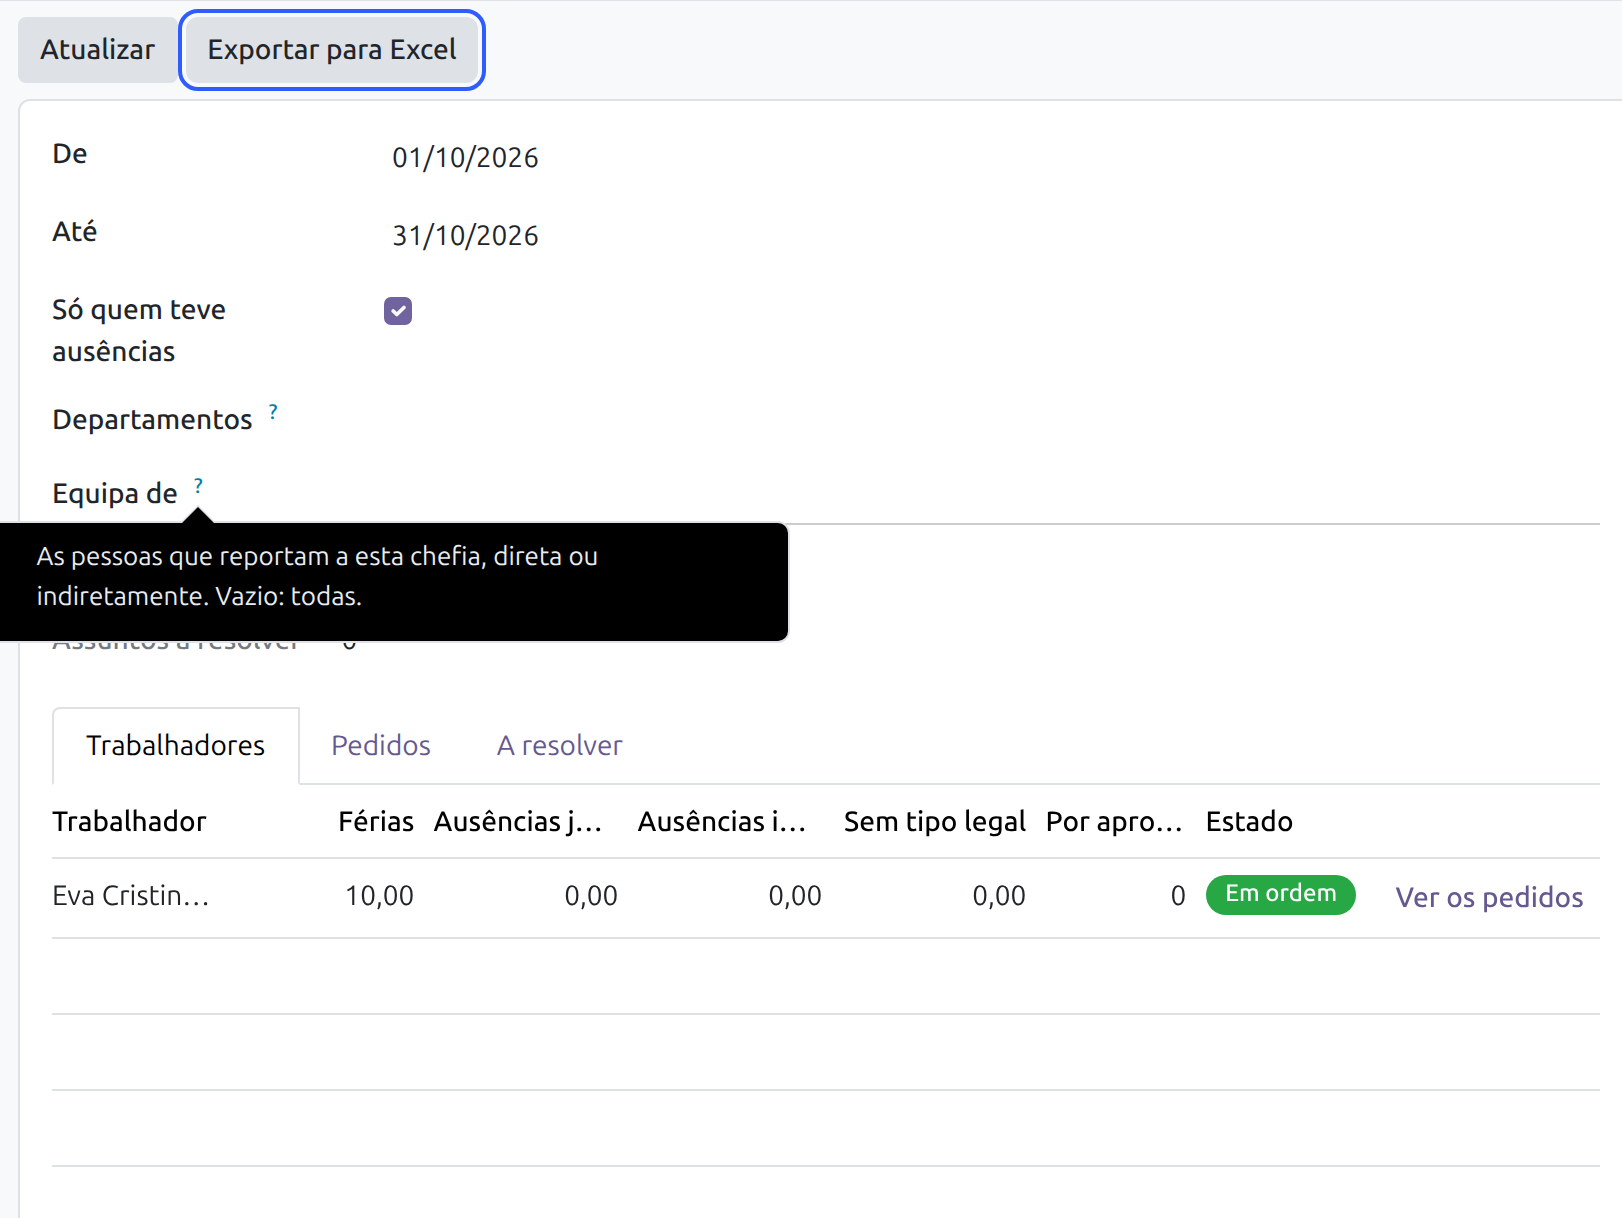 Atualizar
Exportar para Excel
De
01/10/2026
Até
31/10/2026
Só quem teve
ausências
Departamentos ?
Equipa de ?
As pessoas que reportam a esta chefia, direta ou
indiretamente. Vazio: todas.
Assuntos a resolver 0
Trabalhadores Pedidos A resolver
Trabalhador Férias Ausências j... Ausências i... Sem tipo legal Por apro... Estado
Eva Cristin... 10,00 0,00 0,00 0,00 0 Em ordem Ver os pedidos